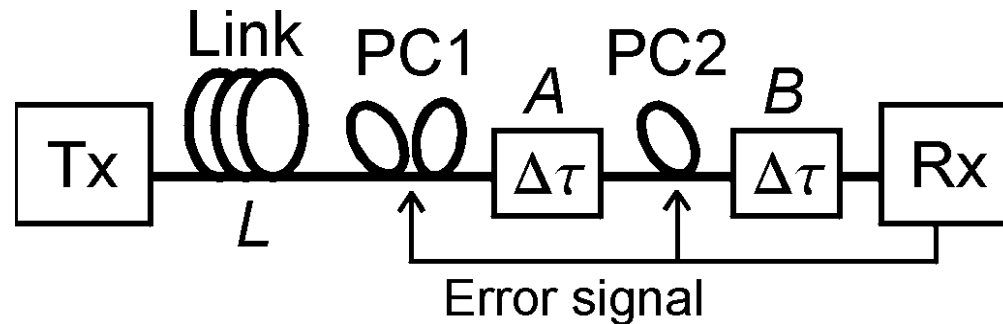 Link
PC1
PC2
A
B
Tx
Δτ
Δτ
Rx
L
Error signal